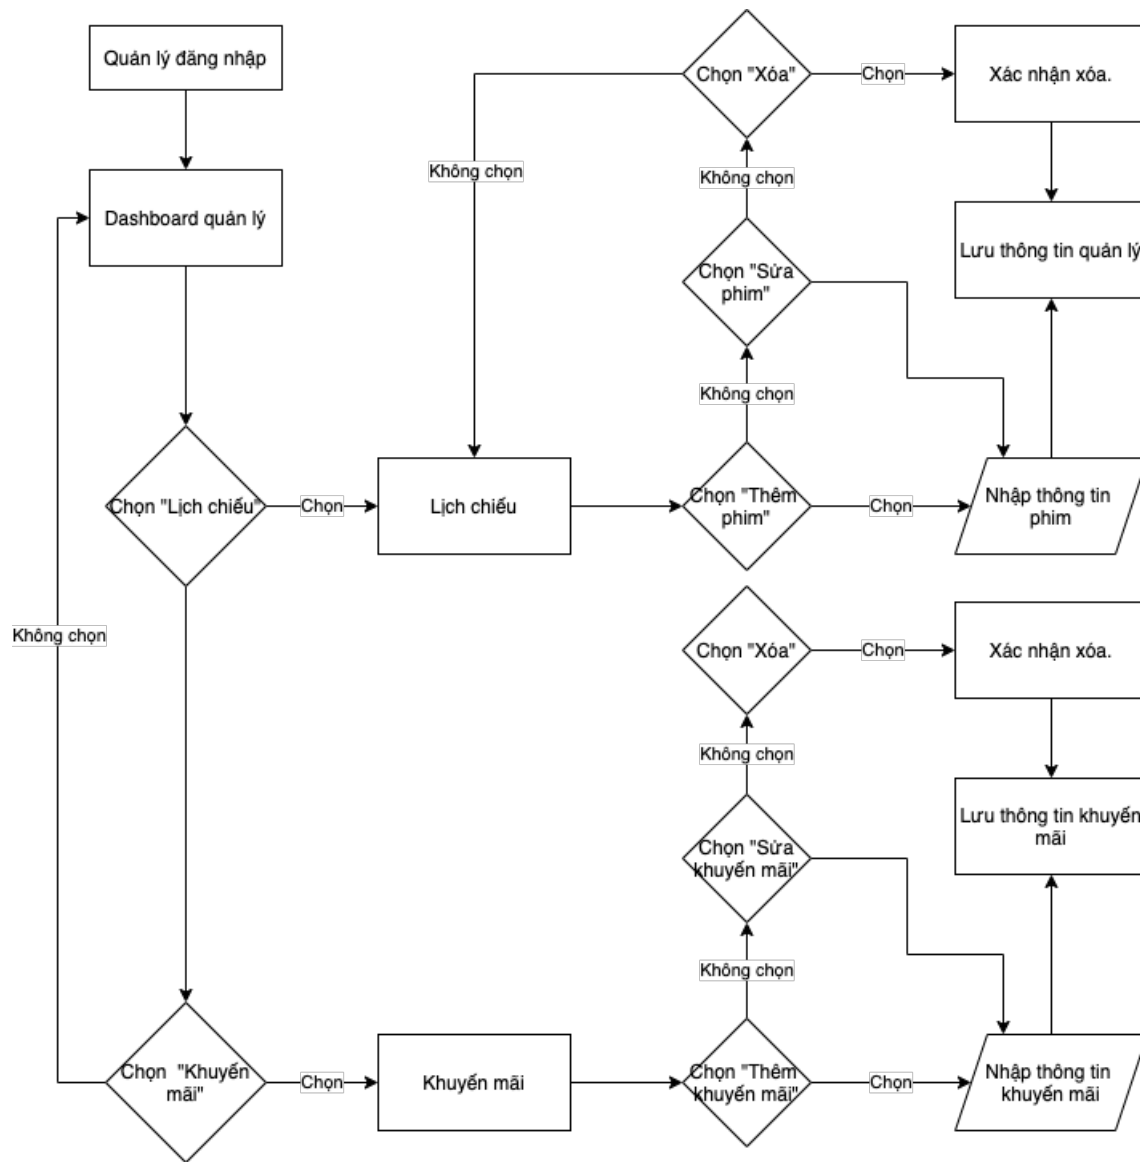 Quản lý đăng nhập
Chọn "Xóa"
Chọn
Xác nhận xóa.
Không chọn
Không chọn
Dashboard quản lý
Lưu thông tin quản lý
Chọn "Sửa
phim"
Không chọn
Chọn "Lịch chiếu"
Chọn
Lịch chiếu
Chọn "Thêm
phim"
Chọn
Nhập thông tin
phim
Không chọn
Chọn "Xóa"
Chọn
Xác nhận xóa.
Không chọn
Lưu thông tin khuyến
mãi
Chọn "Sửa
khuyến mãi"
Không chọn
Chọn "Khuyến
mãi"
Chọn
Khuyến mãi
Chọn "Thêm
khuyến mãi"
Chọn
Nhập thông tin
khuyến mãi